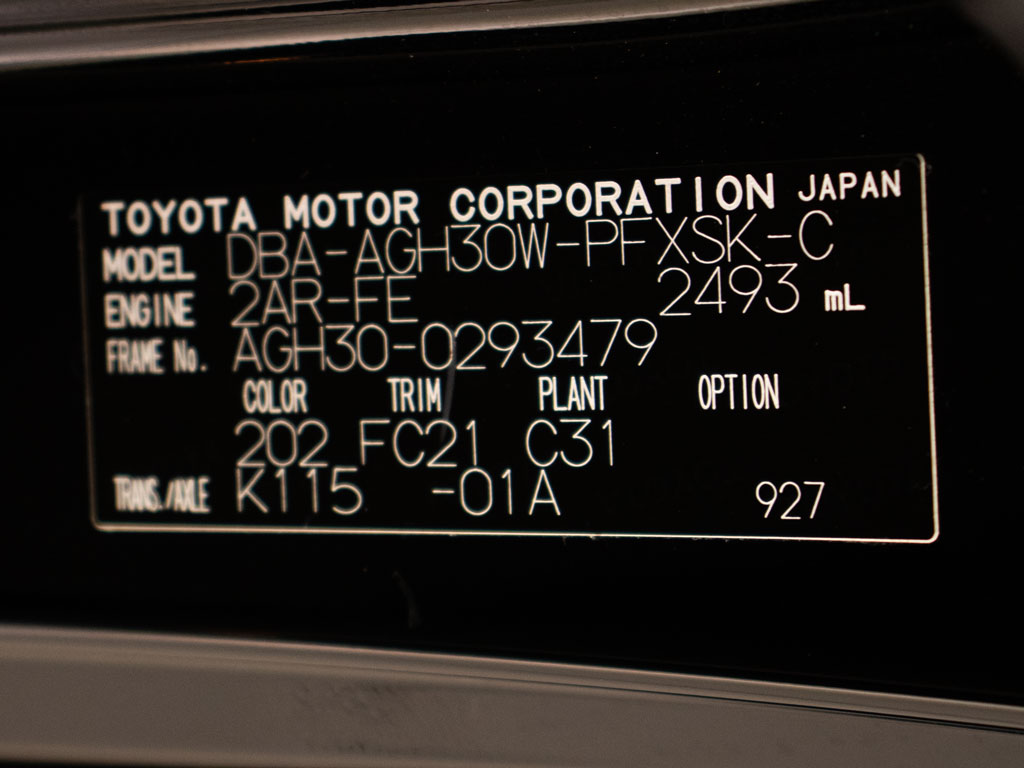 TOYOTA MOTOR CORPORATION JAPAN
MODEL DBA-AGH30W-PFXSK-C
ENGINE 2AR-FE 2493 mL
FRAME No. AGH30-0293479
COLOR TRIM PLANT OPTION
202 FC21 C31
TRANS./AXLE K115 -01A 927